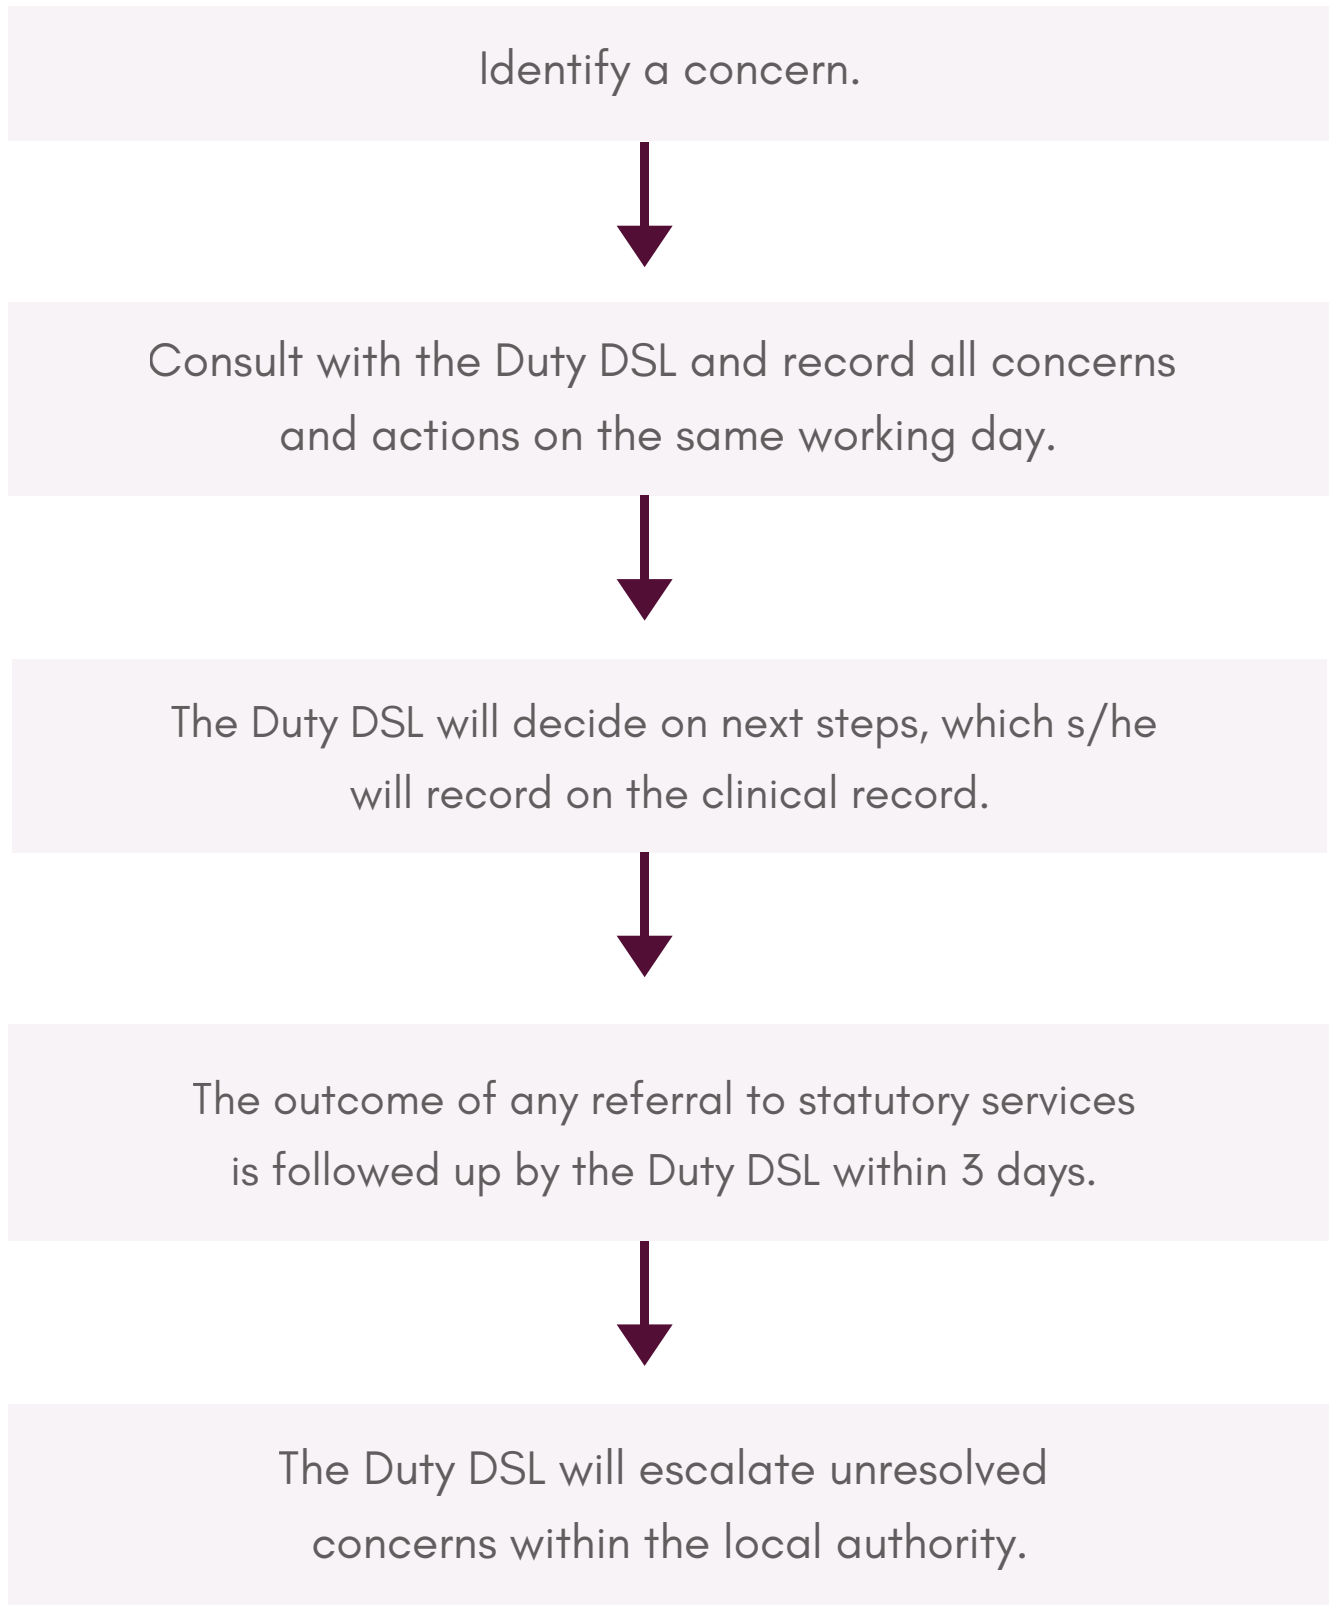 Identify a concern.
Consult with the Duty DSL and record all concerns
and actions on the same working day.
The Duty DSL will decide on next steps, which s/he
will record on the clinical record.
The outcome of any referral to statutory services
is followed up by the Duty DSL within 3 days.
The Duty DSL will escalate unresolved
concerns within the local authority.